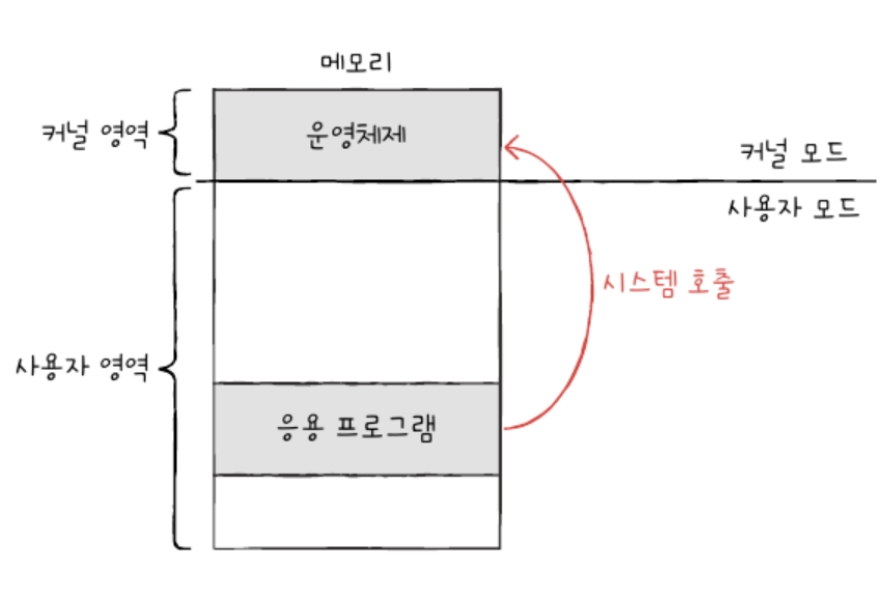 메모리
커널 영역
운영체제
커널 모드
사용자 모드
시스템 호출
사용자 영역
응용 프로그램